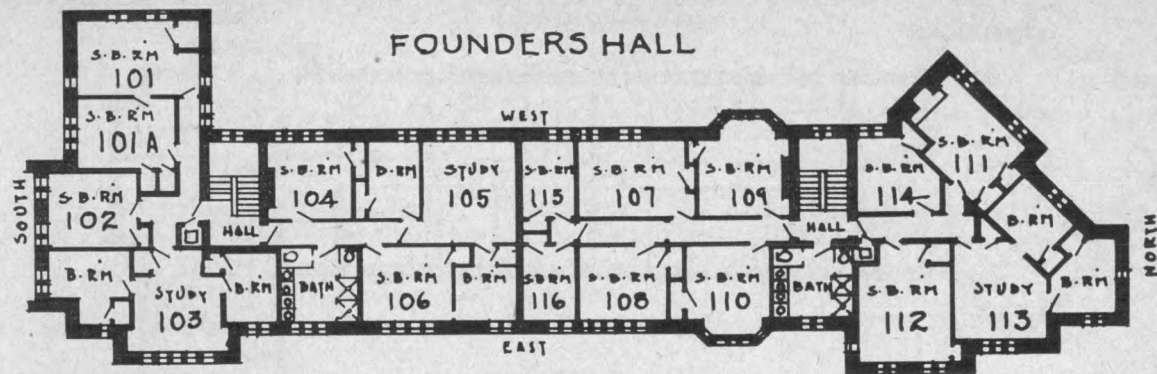 FOUNDERS HALL
WEST
SOUTH
NORTH
EAST
S.B.RM
101
S.B.RM
101A
S.B.RM
102
B.RM
STUDY
103
B.RM
HALL
BATH
S.B.RM
104
B.RM
STUDY
105
S.B.RM
106
B.RM
S.B.RM
115
S.B.RM
107
S.B.RM
109
S.B.RM
116
S.B.RM
108
S.B.RM
110
HALL
BATH
S.B.RM
114
S.B.RM
111
B.RM
S.B.RM
112
STUDY
113
B.RM